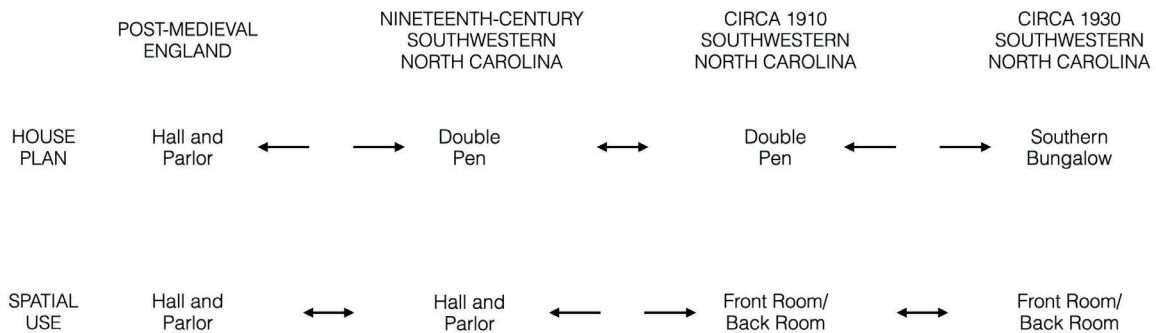 POST-MEDIEVAL
ENGLAND
NINETEENTH-CENTURY
SOUTHWESTERN
NORTH CAROLINA
CIRCA 1910
SOUTHWESTERN
NORTH CAROLINA
CIRCA 1930
SOUTHWESTERN
NORTH CAROLINA
HOUSE
PLAN
Hall and
Parlor
Double
Pen
Double
Pen
Southern
Bungalow
SPATIAL
USE
Hall and
Parlor
Hall and
Parlor
Front Room/
Back Room
Front Room/
Back Room